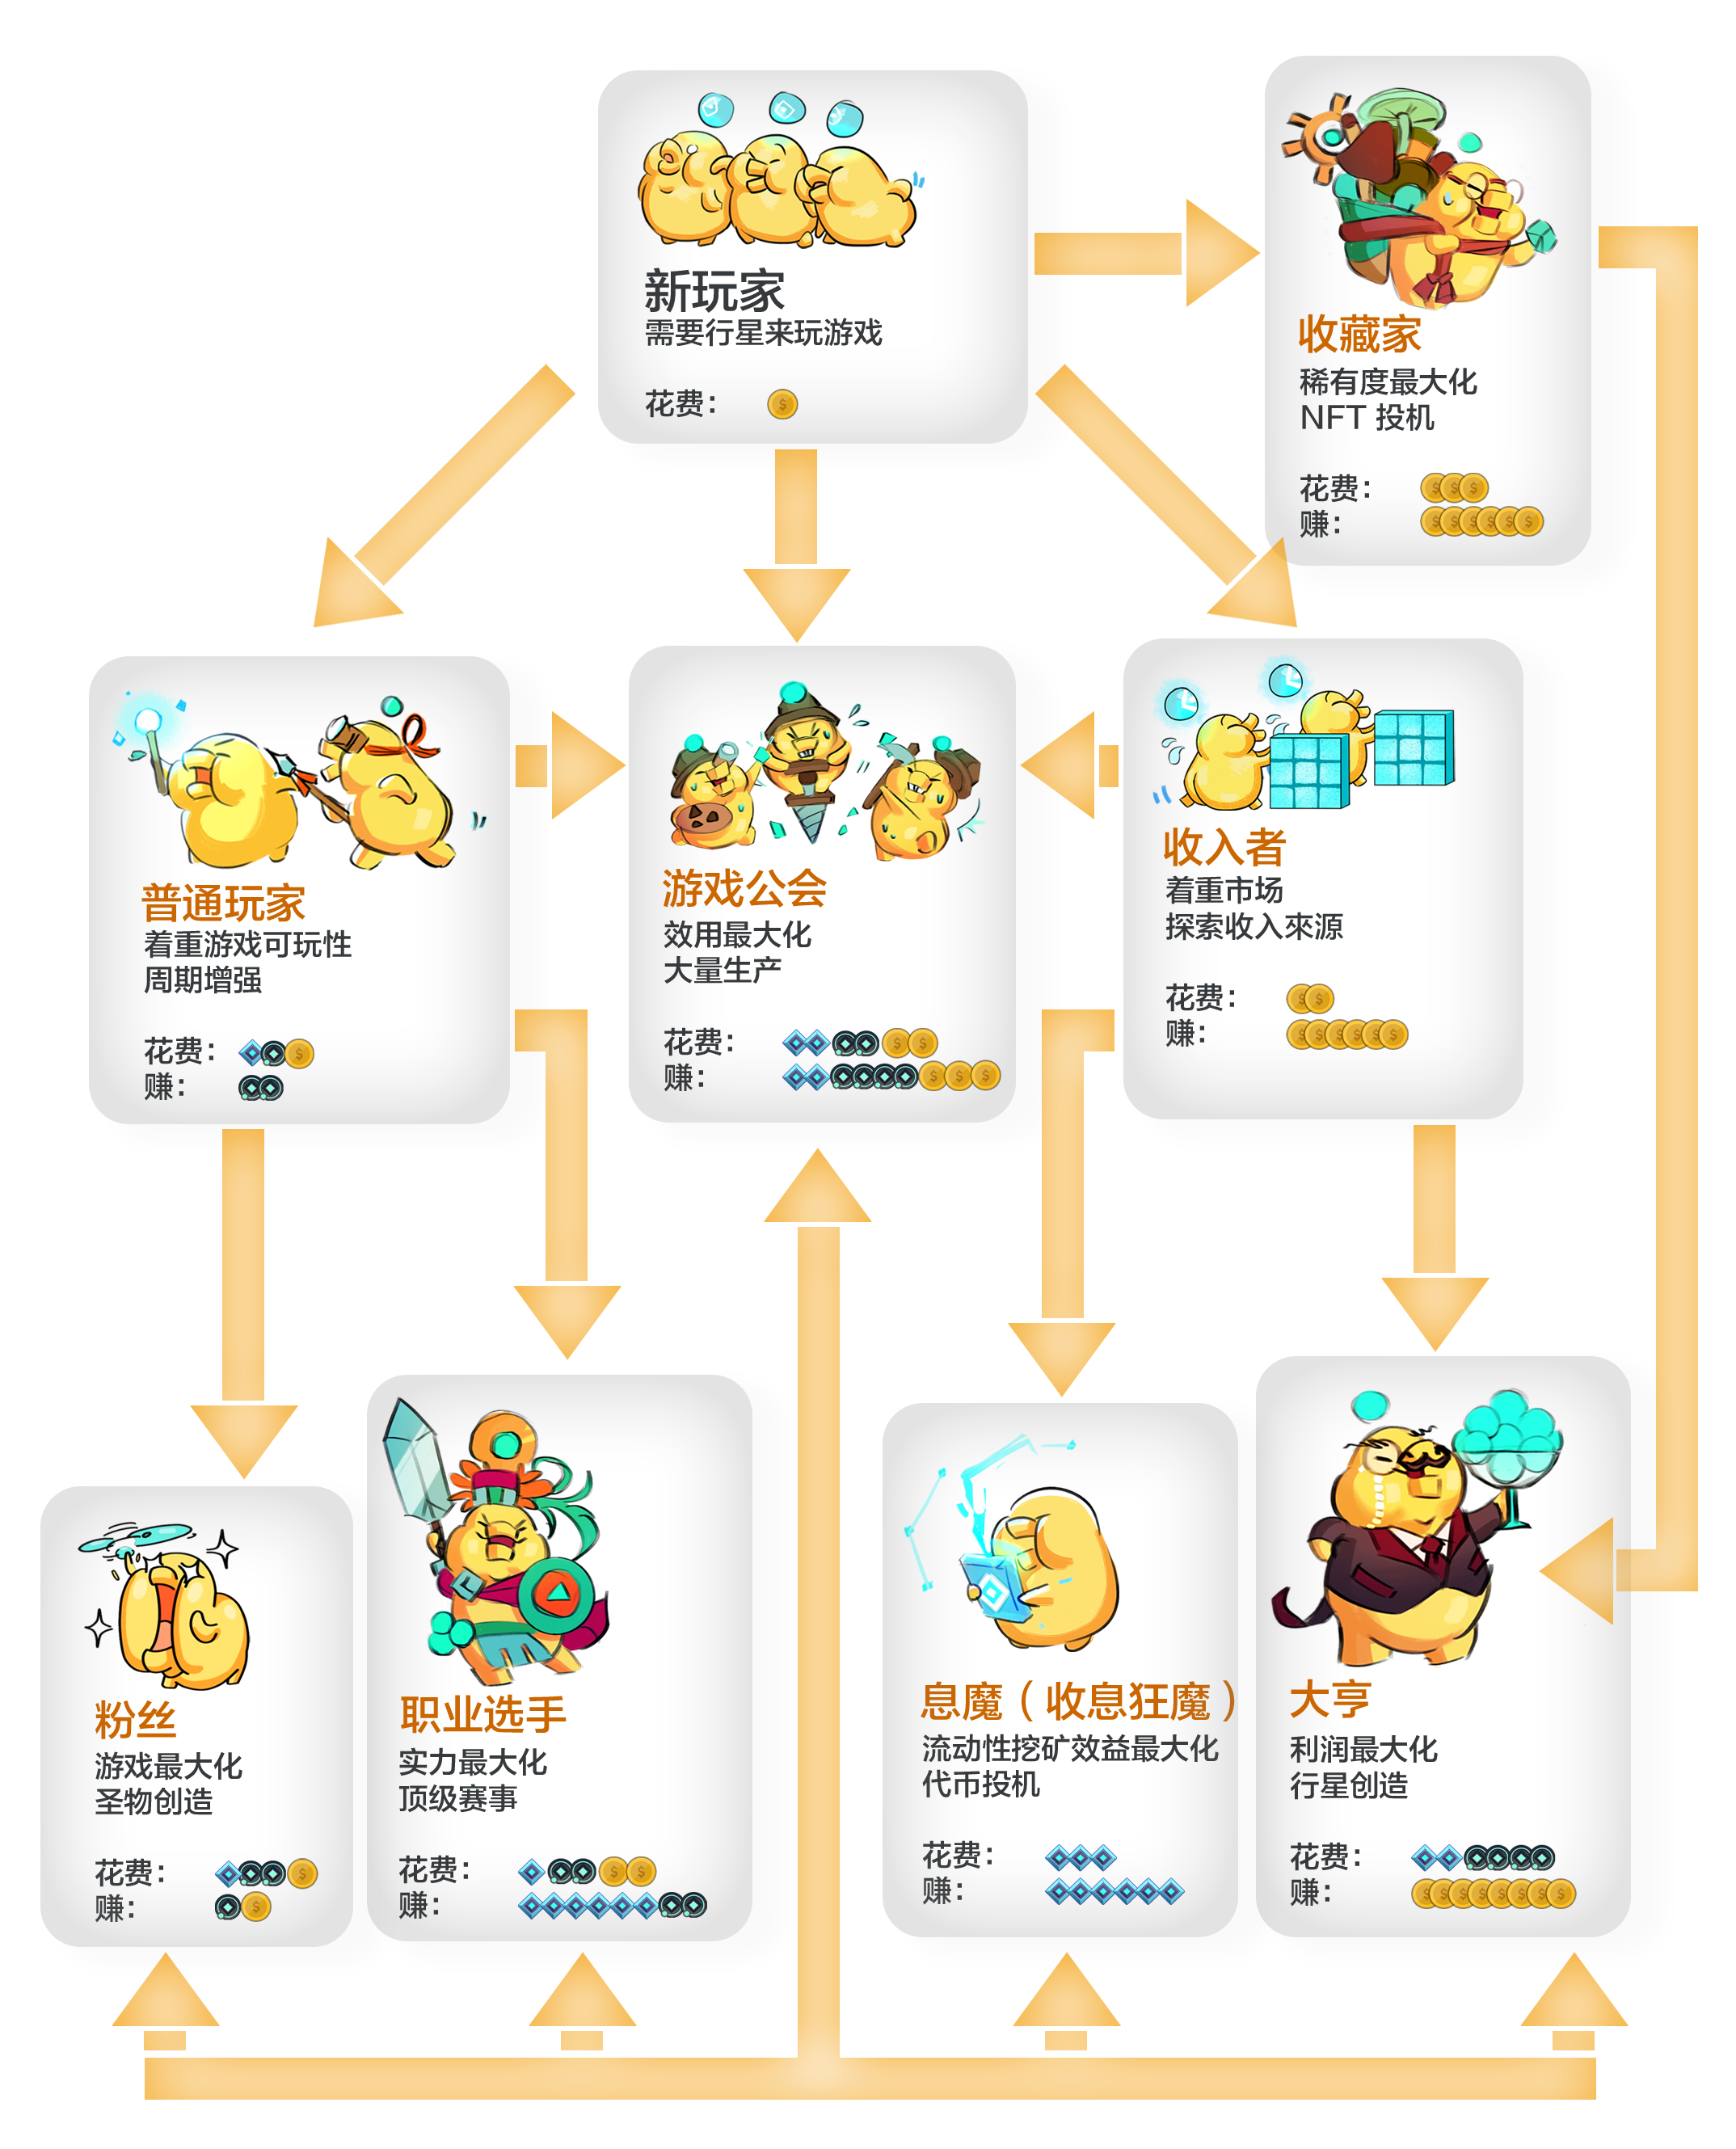 新玩家
需要行星来玩游戏
花费：
收藏家
稀有度最大化
NFT 投机
花费：
赚：
普通玩家
着重游戏可玩性
周期增强
花费：
赚：
游戏公会
效用最大化
大量生产
花费：
赚：
收入者
着重市场
探索收入來源
花费：
赚：
粉丝
游戏最大化
圣物创造
花费：
赚：
职业选手
实力最大化
顶级赛事
花费：
赚：
息魔（收息狂魔）
流动性挖矿效益最大化
代币投机
花费：
赚：
大亨
利润最大化
行星创造
花费：
赚：